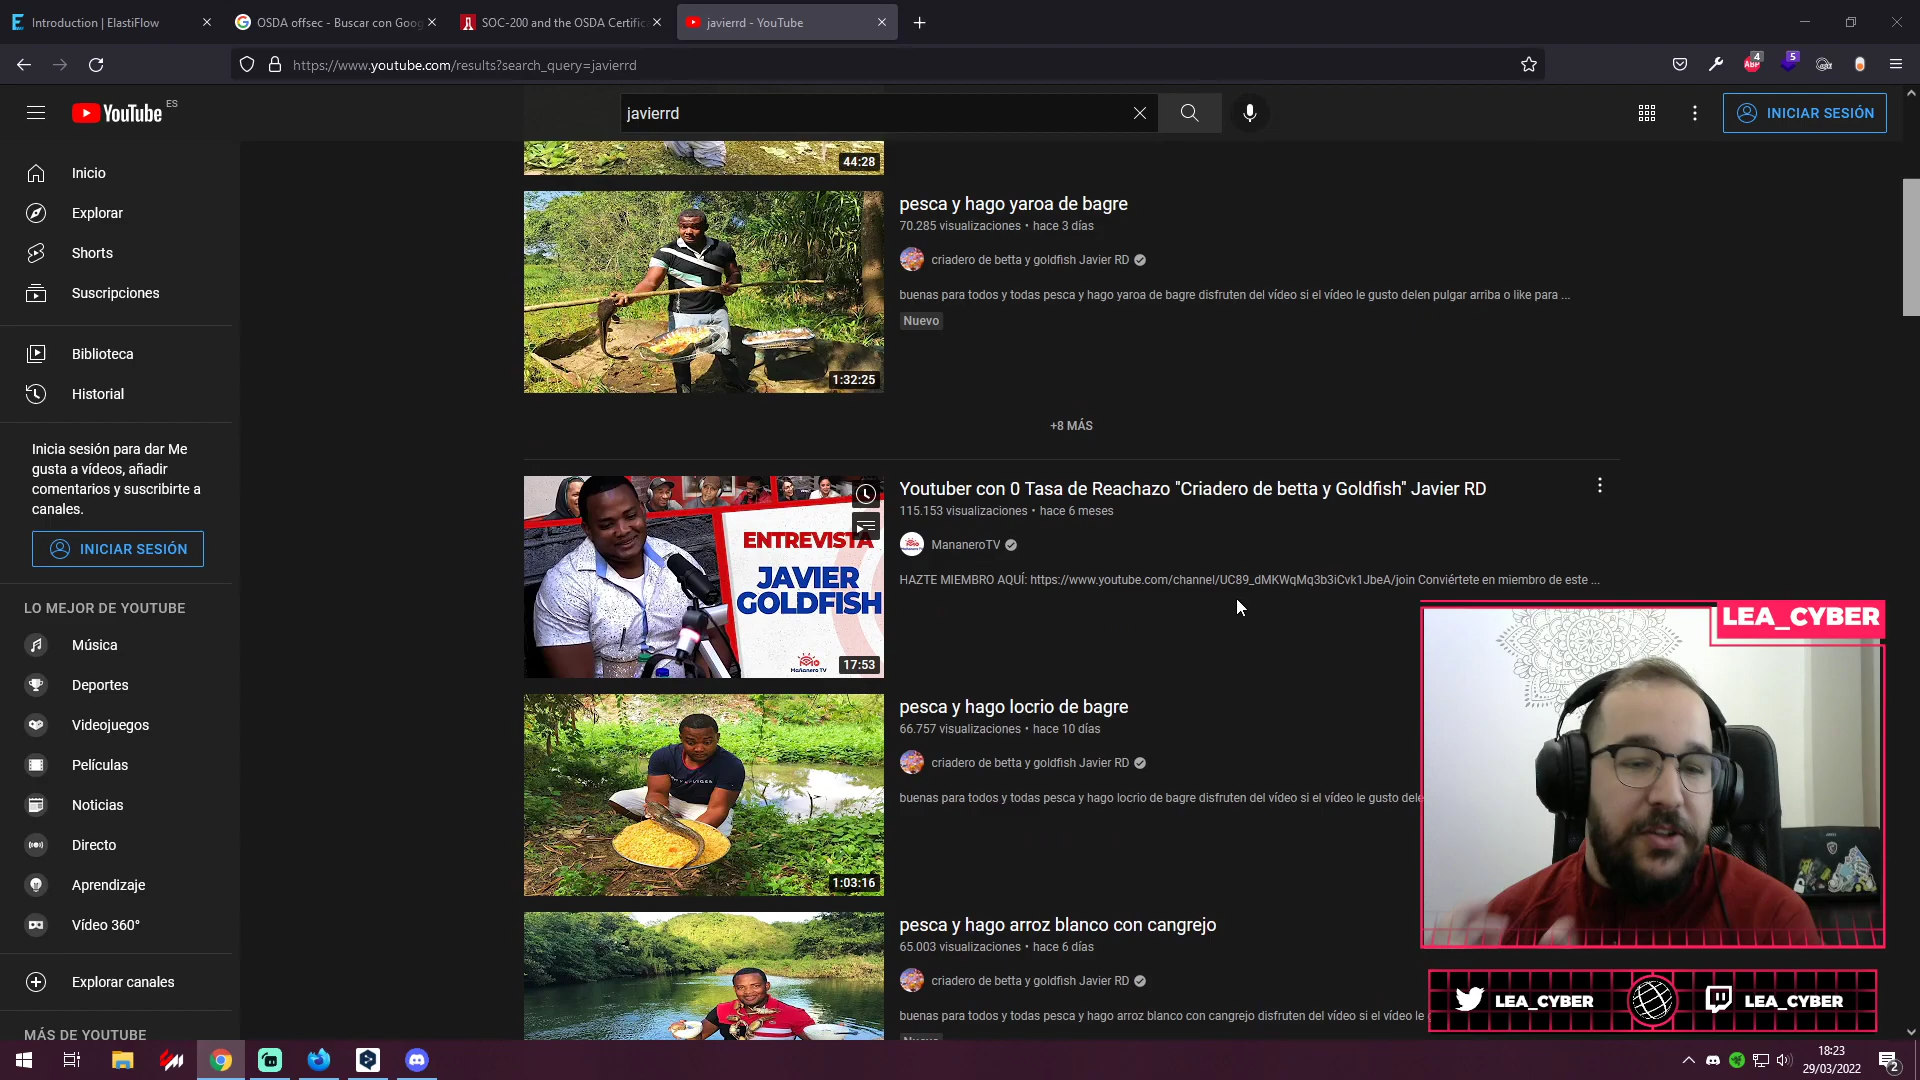 Introduction | ElastiFlow
OSDA offsec - Buscar con Goog
SOC-200 and the OSDA Certific
javierrd - YouTube
https://www.youtube.com/results?search_query=javierrd
ABP
4
5
YouTube
ES
javierrd
INICIAR SESIÓN
Inicio
Explorar
Shorts
Suscripciones
Biblioteca
Historial
Inicia sesión para dar Me
gusta a vídeos, añadir
comentarios y suscribirte a
canales.
INICIAR SESIÓN
LO MEJOR DE YOUTUBE
Música
Deportes
Videojuegos
Películas
Noticias
Directo
Aprendizaje
Vídeo 360°
Explorar canales
MÁS DE YOUTUBE
44:28
pesca y hago yaroa de bagre
70.285 visualizaciones • hace 3 días
criadero de betta y goldfish Javier RD
buenas para todos y todas pesca y hago yaroa de bagre disfruten del vídeo si el vídeo le gusto delen pulgar arriba o like para ...
Nuevo
1:32:25
+8 MÁS
ENTREVISTA
JAVIER
GOLDFISH
Mañanero TV
17:53
Youtuber con 0 Tasa de Reachazo "Criadero de betta y Goldfish" Javier RD
115.153 visualizaciones • hace 6 meses
MananeroTV
HAZTE MIEMBRO AQUÍ: https://www.youtube.com/channel/UC89_dMKWqMq3b3iCvk1JbeA/join Conviértete en miembro de este ...
1:03:16
pesca y hago locrio de bagre
66.757 visualizaciones • hace 10 días
criadero de betta y goldfish Javier RD
buenas para todos y todas pesca y hago locrio de bagre disfruten del vídeo si el vídeo le gusto dele
pesca y hago arroz blanco con cangrejo
65.003 visualizaciones • hace 6 días
criadero de betta y goldfish Javier RD
buenas para todos y todas pesca y hago arroz blanco con cangrejo disfruten del vídeo si el vídeo le g
Nuevo
LEA_CYBER
LEA_CYBER
LEA_CYBER
18:23
29/03/2022
2